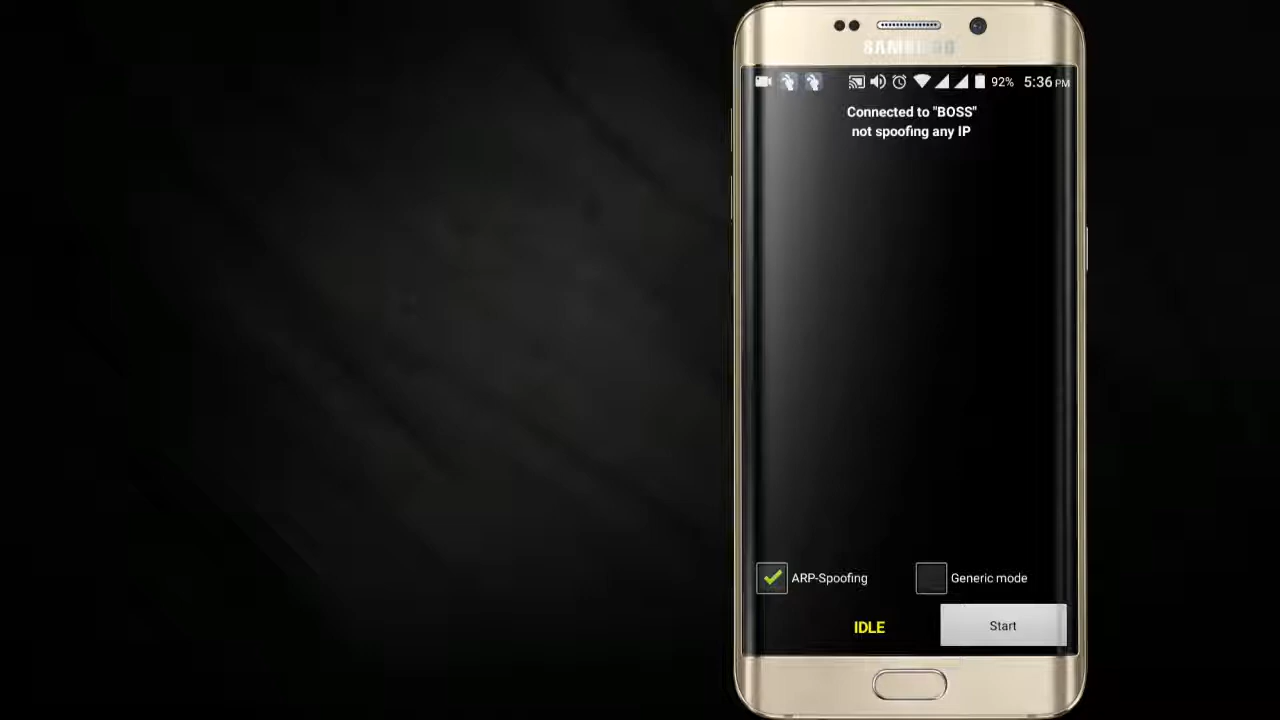 SAMSUNG
92% 5:36 PM
Connected to "BOSS"
not spoofing any IP
ARP-Spoofing
Generic mode
IDLE
Start